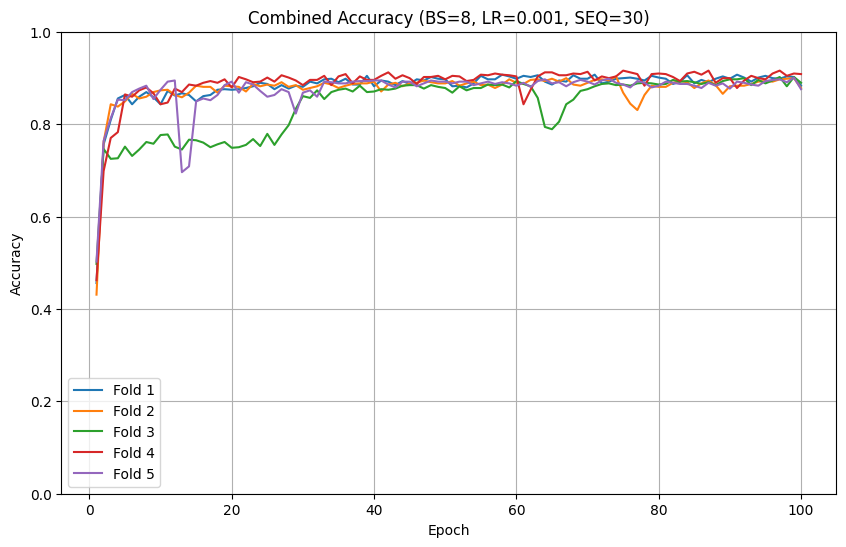 Combined Accuracy (BS=8, LR=0.001, SEQ=30)
1.0
0.8
0.6
0.4
0.2
0.0
Accuracy
Fold 1
Fold 2
Fold 3
Fold 4
Fold 5
0 20 40 60 80 100
Epoch